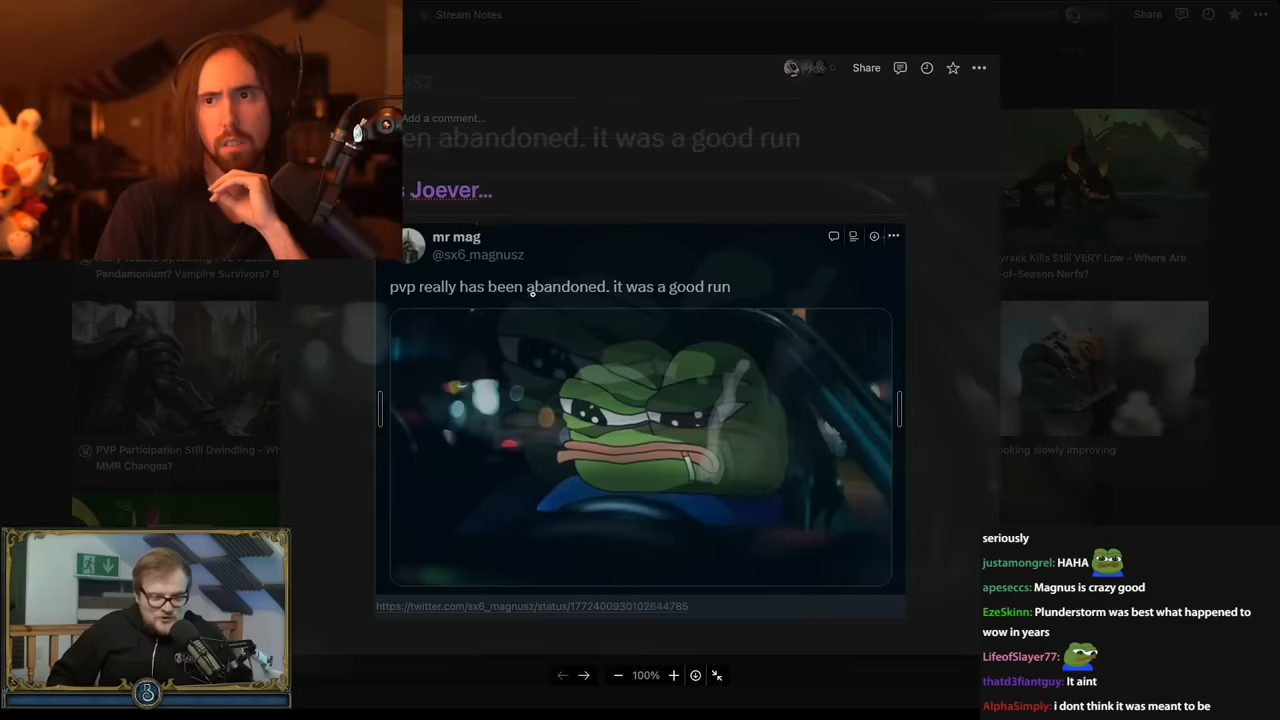 Stream Notes
Share
Share
Add a comment...
en abandoned. it was a good run
s Joever...
mr mag
@sx6_magnusz
pvp really has been abandoned. it was a good run
Pandamonium? Vampire Survivors? B
yrakk Kills Still VERY Low - Where Are
-of-Season Nerfs?
PVP Participation Still Dwindling - Wh
MMR Changes?
ooking slowly improving
https://twitter.com/sx6_magnusz/status/1772400930102644785
100%
seriously
justamongrel: HAHA
apeseccs: Magnus is crazy good
EzeSkinn: Plunderstorm was best what happened to
wow in years
LifeofSlayer77:
thatd3fiantguy: It aint
AlphaSimply: i dont think it was meant to be